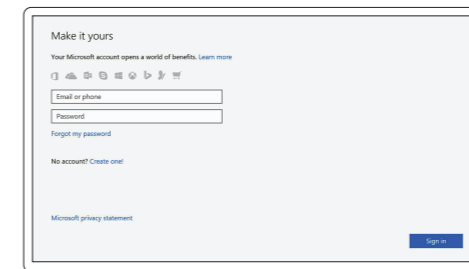 Make it yours
Your Microsoft account opens a world of benefits. Learn more
Email or phone
Password
Forgot my password
No account? Create one!
Microsoft privacy statement
Sign in